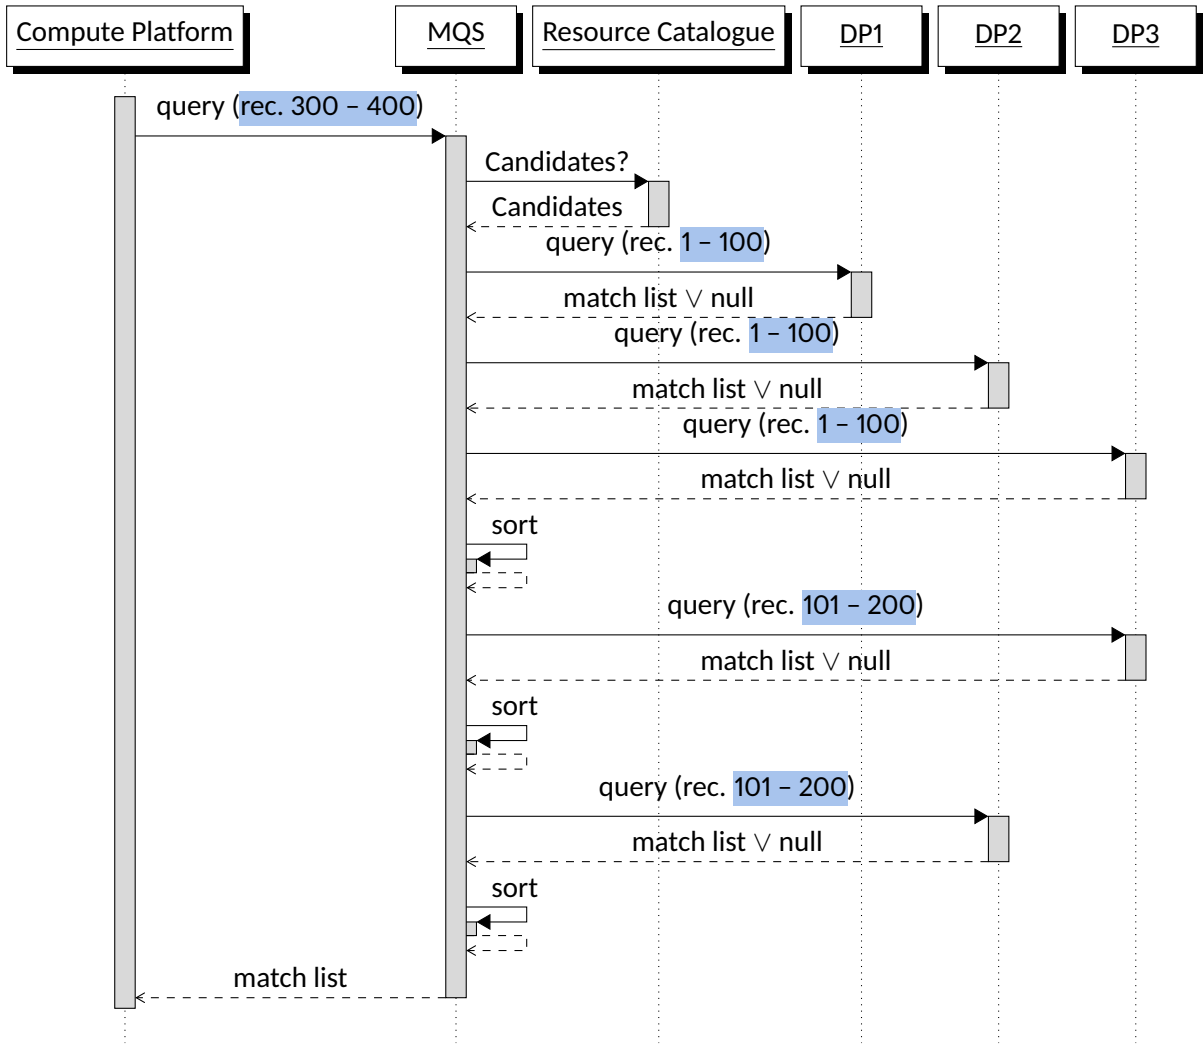 Compute Platform
MQS
Resource Catalogue
DP1
DP2
DP3
query (rec. 300 – 400)
Candidates?
Candidates
query (rec. 1 – 100)
match list ∨ null
query (rec. 1 – 100)
match list ∨ null
query (rec. 1 – 100)
match list ∨ null
sort
query (rec. 101 – 200)
match list ∨ null
sort
query (rec. 101 – 200)
match list ∨ null
sort
match list